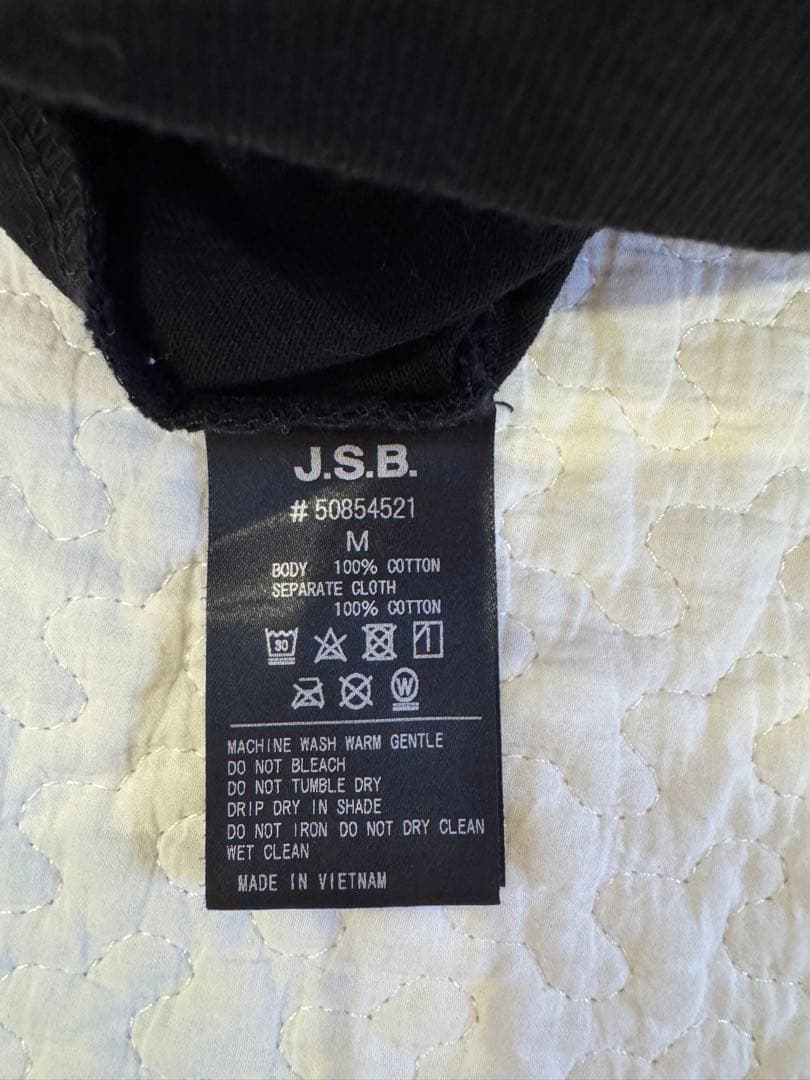 J.S.B.
# 50854521
M
BODY 100% COTTON
SEPARATE CLOTH
100% COTTON
30
W
MACHINE WASH WARM GENTLE
DO NOT BLEACH
DO NOT TUMBLE DRY
DRIP DRY IN SHADE
DO NOT IRON DO NOT DRY CLEAN
WET CLEAN
MADE IN VIETNAM